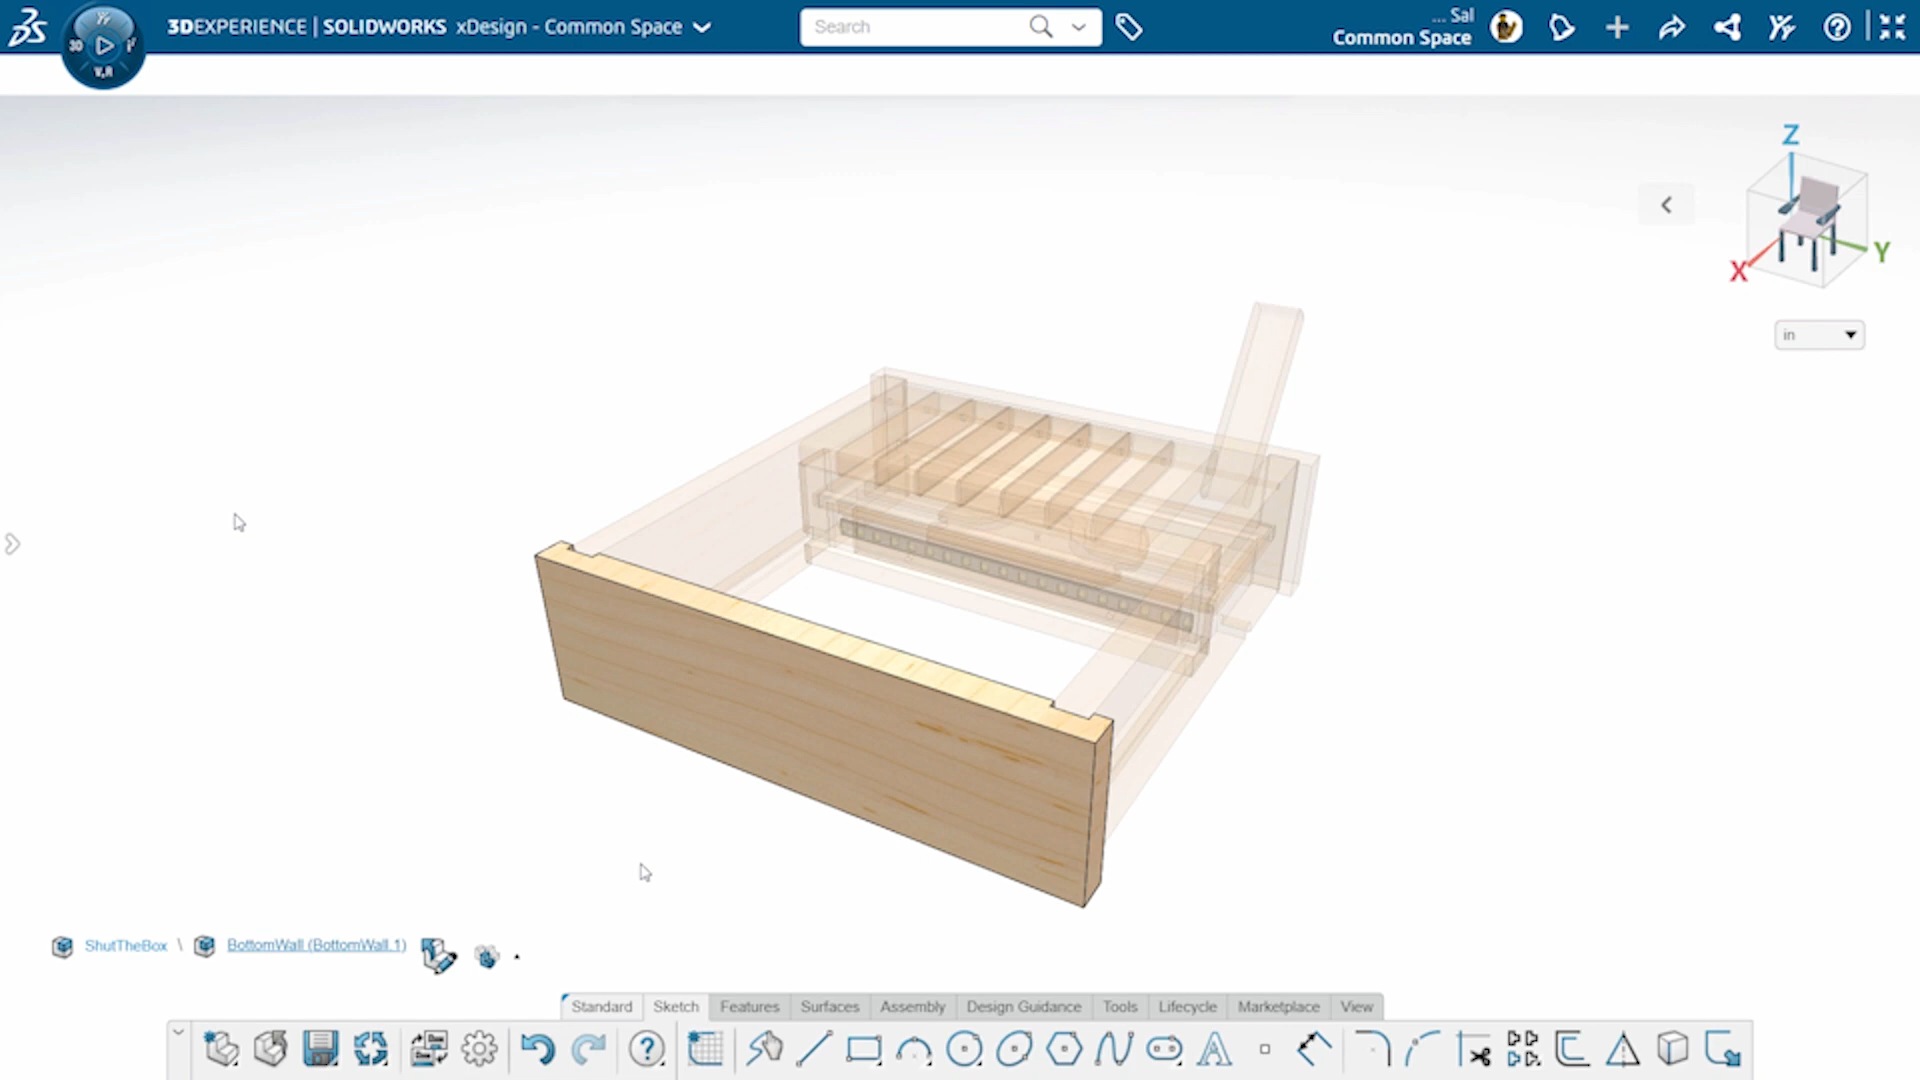 3DEXPERIENCE | SOLIDWORKS xDesign - Common Space
Search
... Sal
Common Space
3D
V.R
Z
X
Y
in
ShutTheBox \ BottomWall (BottomWall.1)
Standard Sketch Features Surfaces Assembly Design Guidance Tools Lifecycle Marketplace View